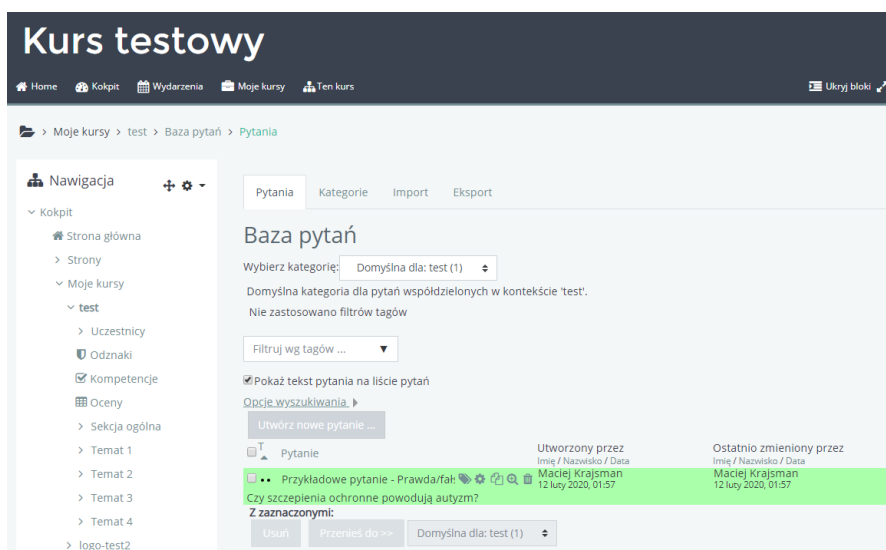 Kurs testowy
Home Kokpit Wydarzenia Moje kursy Ten kurs Ukryj bloki
> Moje kursy > test > Baza pytań > Pytania
Nawigacja
Kokpit
Strona główna
Strony
Moje kursy
test
Uczestnicy
Odznaki
Kompetencje
Oceny
Sekcja ogólna
Temat 1
Temat 2
Temat 3
Temat 4
logo-test2
Pytania Kategorie Import Eksport
Baza pytań
Wybierz kategorię: Domyślna dla: test (1)
Domyślna kategoria dla pytań współdzielonych w kontekście 'test'.
Nie zastosowano filtrów tagów
Filtruj wg tagów ...
Pokaż tekst pytania na liście pytań
Opcje wyszukiwania
Utwórz nowe pytanie ...
T Pytanie Utworzony przez Ostatnio zmieniony przez
Imię / Nazwisko / Data Imię / Nazwisko / Data
Przykładowe pytanie - Prawda/fał Maciej Krajsman Maciej Krajsman
12 luty 2020, 01:57 12 luty 2020, 01:57
Czy szczepienia ochronne powodują autyzm?
Z zaznaczonymi:
Usuń Przenieś do >> Domyślna dla: test (1)